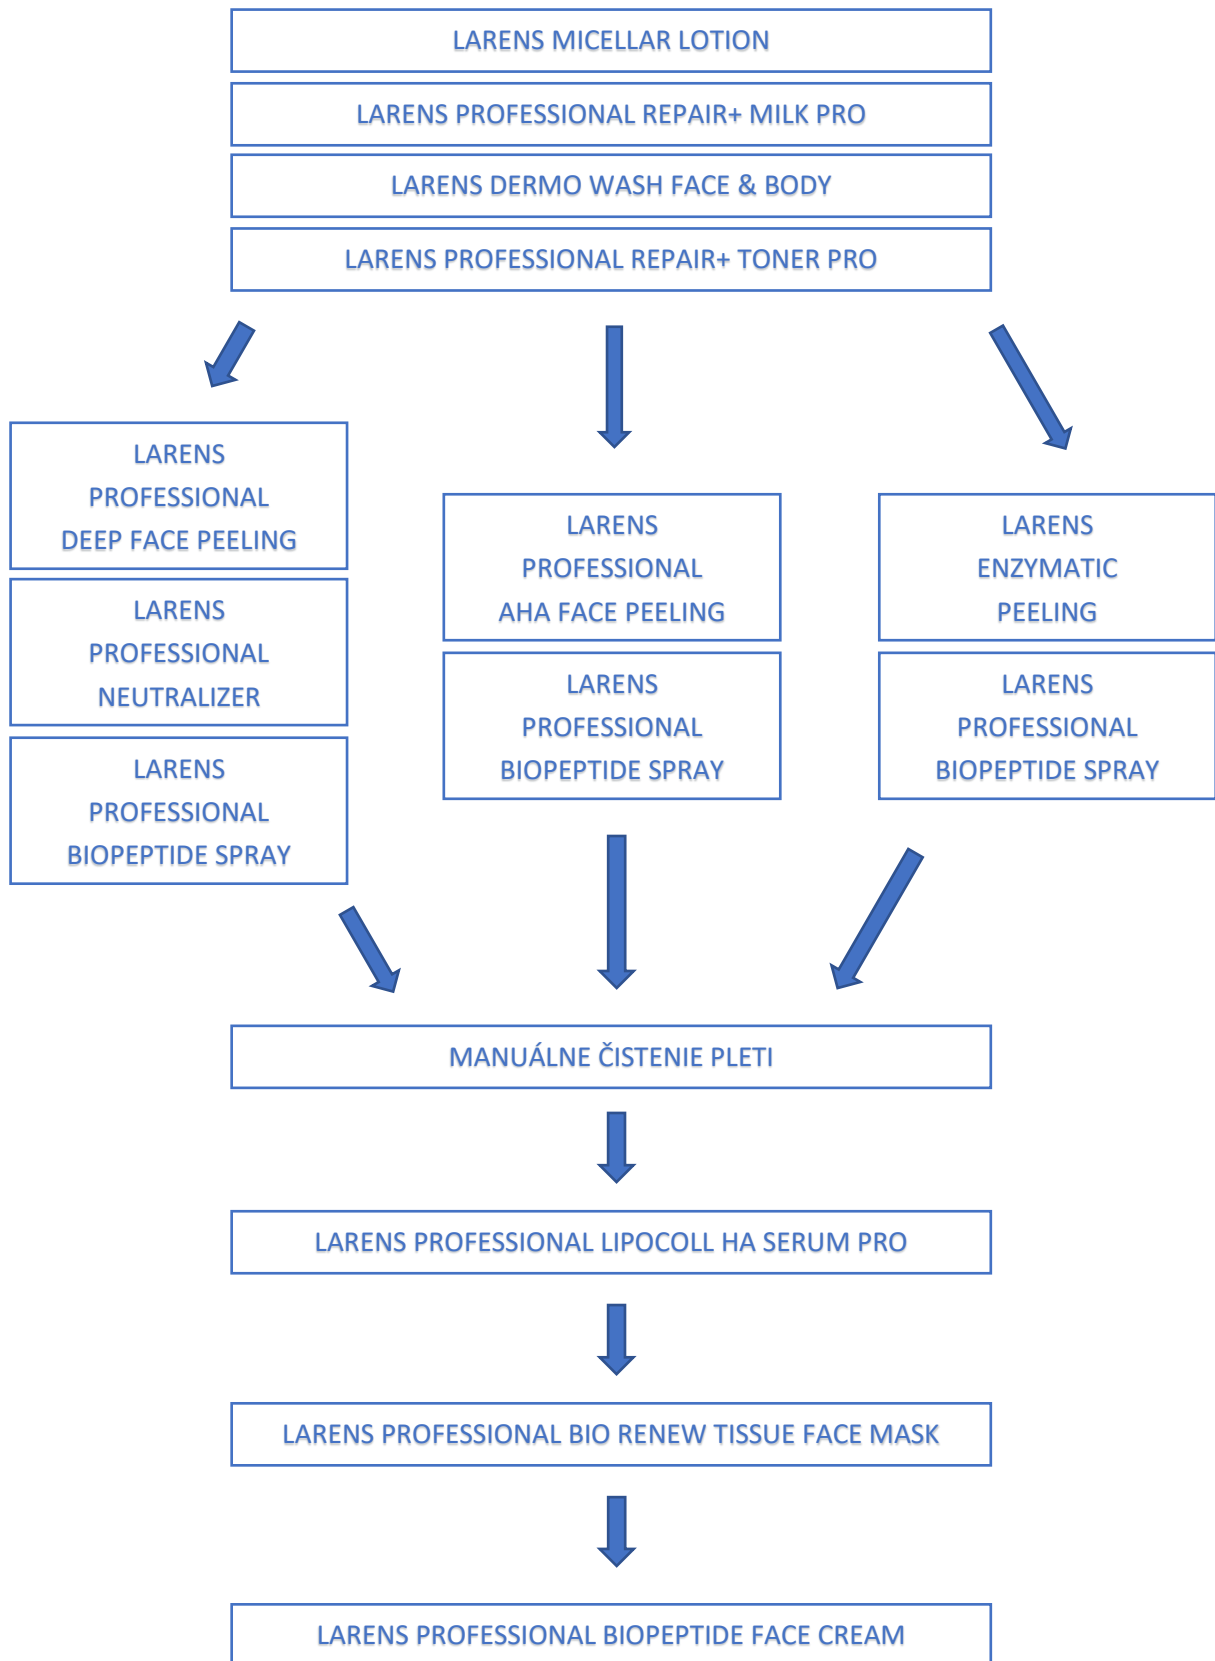 LARENS MICELLAR LOTION
LARENS PROFESSIONAL REPAIR+ MILK PRO
LARENS DERMO WASH FACE & BODY
LARENS PROFESSIONAL REPAIR+ TONER PRO
LARENS
PROFESSIONAL
DEEP FACE PEELING
LARENS
PROFESSIONAL
NEUTRALIZER
LARENS
PROFESSIONAL
BIOPEPTIDE SPRAY
LARENS
PROFESSIONAL
AHA FACE PEELING
LARENS
PROFESSIONAL
BIOPEPTIDE SPRAY
LARENS
ENZYMATIC
PEELING
LARENS
PROFESSIONAL
BIOPEPTIDE SPRAY
MANUÁLNE ČISTENIE PLETI
LARENS PROFESSIONAL LIPOCOLL HA SERUM PRO
LARENS PROFESSIONAL BIO RENEW TISSUE FACE MASK
LARENS PROFESSIONAL BIOPEPTIDE FACE CREAM